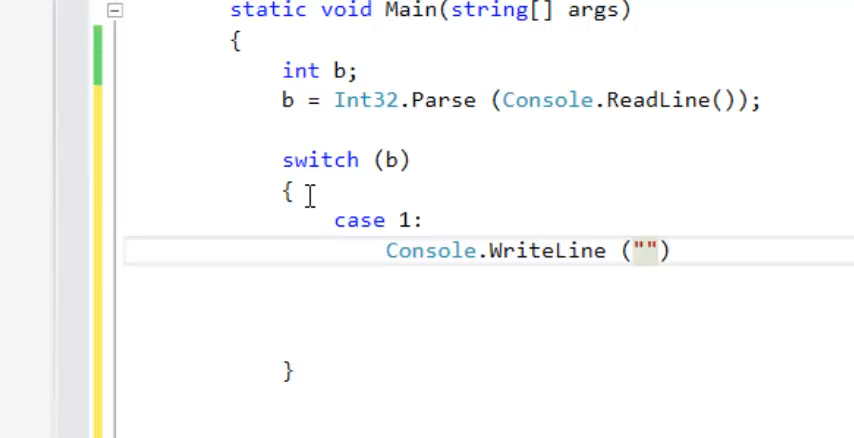 static void Main(string[] args)
{
int b;
b = Int32.Parse (Console.ReadLine());
switch (b)
{
case 1:
Console.WriteLine ("")
}